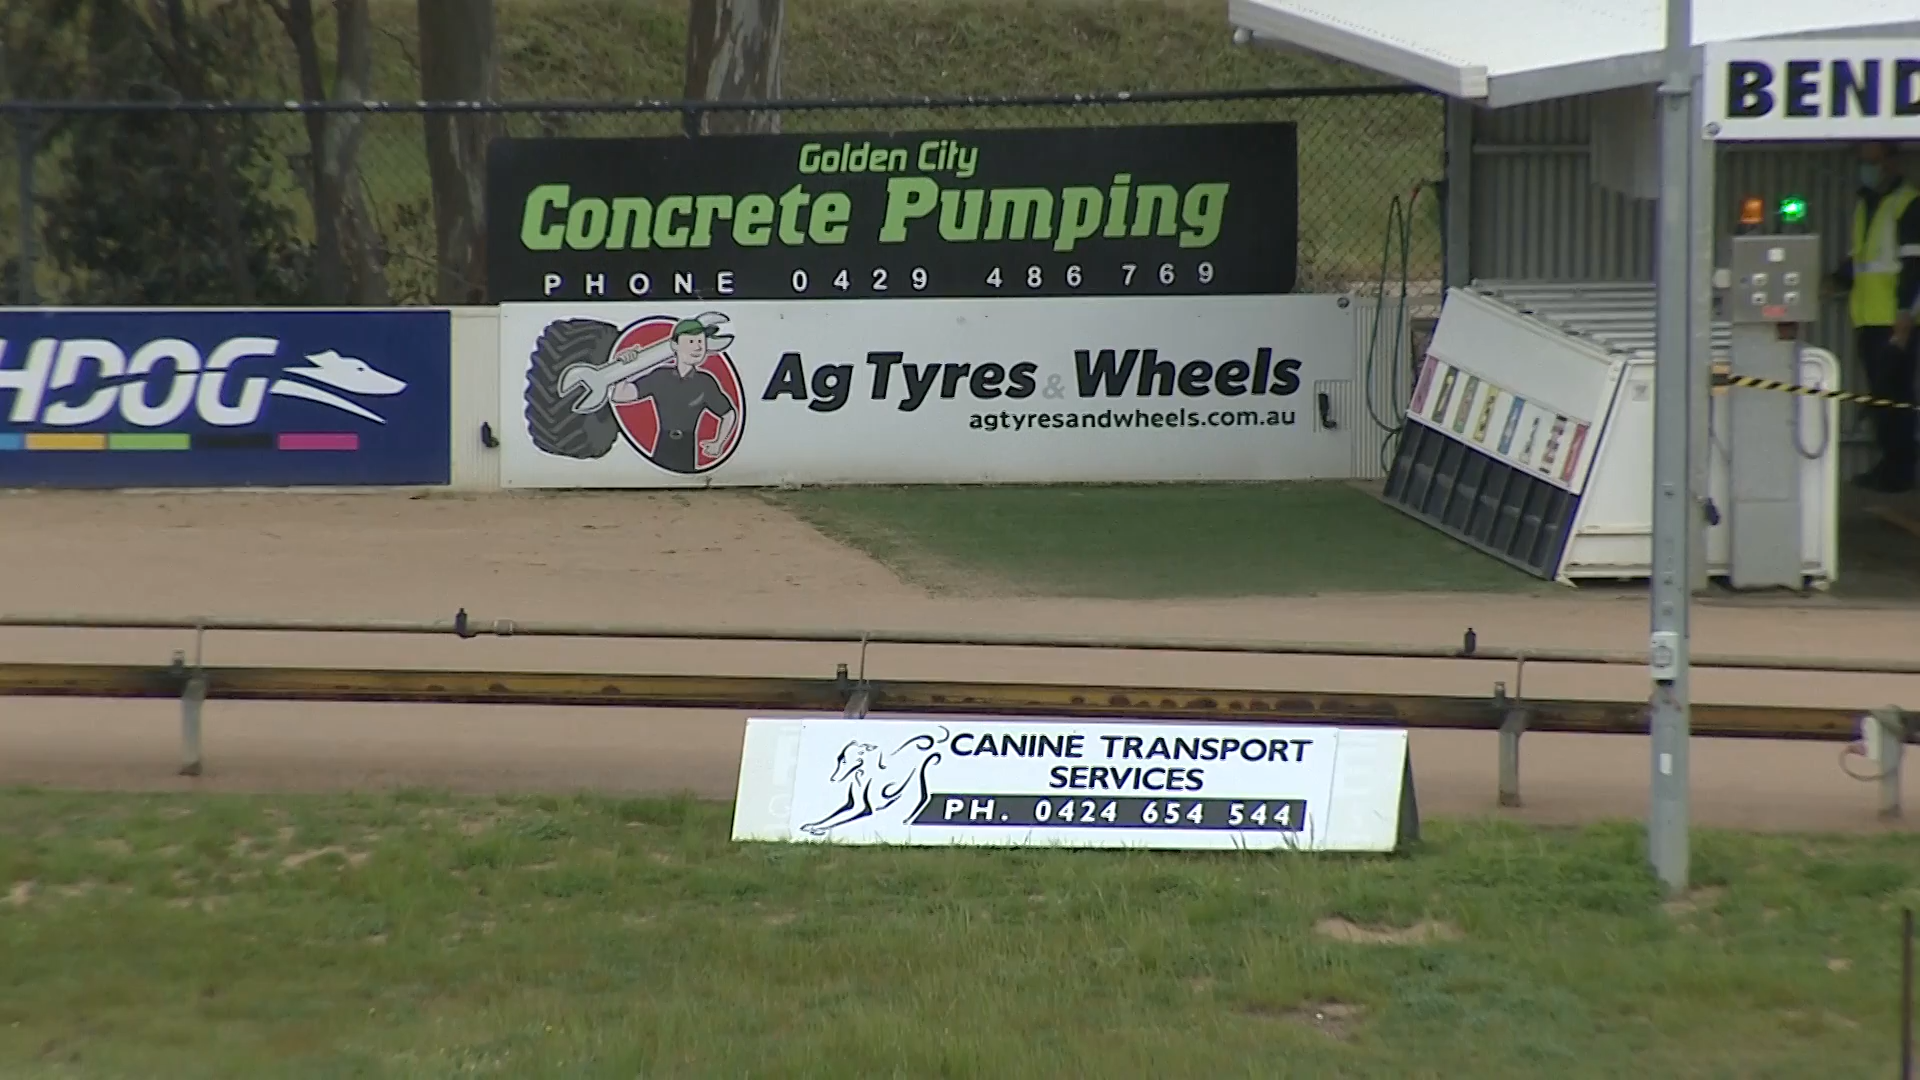 BEND
Golden City
Concrete Pumping
PHONE 0429 486 769
HDOG
Ag Tyres & Wheels
agtyresandwheels.com.au
CANINE TRANSPORT
SERVICES
PH. 0424 654 544